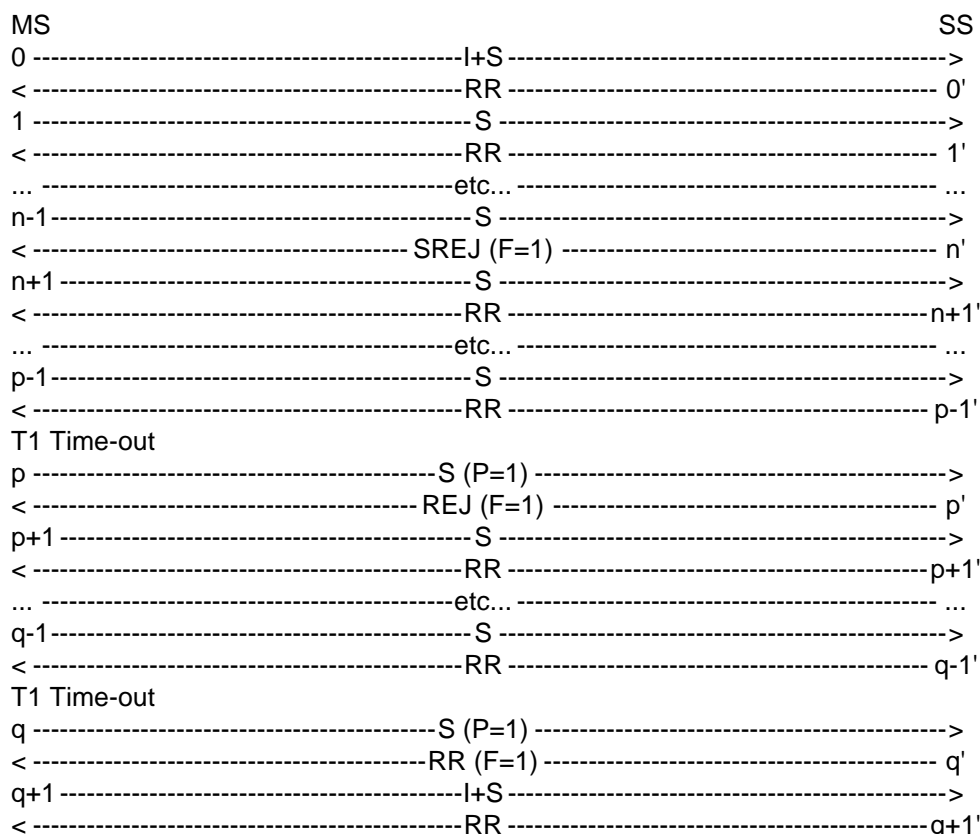 MS SS
0 ------------------------------------------------I+S -------------------------------------------------->
< ------------------------------------------------RR ------------------------------------------------ 0'
1 ------------------------------------------------- S -------------------------------------------------->
< ------------------------------------------------RR ------------------------------------------------ 1'
... -----------------------------------------------etc... ----------------------------------------------- ...
n-1----------------------------------------------- S -------------------------------------------------->
< ------------------------------------------ SREJ (F=1) ------------------------------------------ n'
n+1 ---------------------------------------------- S -------------------------------------------------->
< ------------------------------------------------RR -----------------------------------------------n+1'
... -----------------------------------------------etc... ----------------------------------------------- ...
p-1----------------------------------------------- S -------------------------------------------------->
< ------------------------------------------------RR ----------------------------------------------- p-1'
T1 Time-out
p ---------------------------------------------S (P=1) ---------------------------------------------->
< ------------------------------------------- REJ (F=1) ------------------------------------------- p'
p+1 ---------------------------------------------- S -------------------------------------------------->
< ------------------------------------------------RR -----------------------------------------------p+1'
... -----------------------------------------------etc... ----------------------------------------------- ...
q-1----------------------------------------------- S -------------------------------------------------->
< ------------------------------------------------RR ----------------------------------------------- q-1'
T1 Time-out
q ---------------------------------------------S (P=1) ---------------------------------------------->
< --------------------------------------------RR (F=1) -------------------------------------------- q'
q+1 ---------------------------------------------I+S -------------------------------------------------->
< ------------------------------------------------RR -----------------------------------------------q+1'